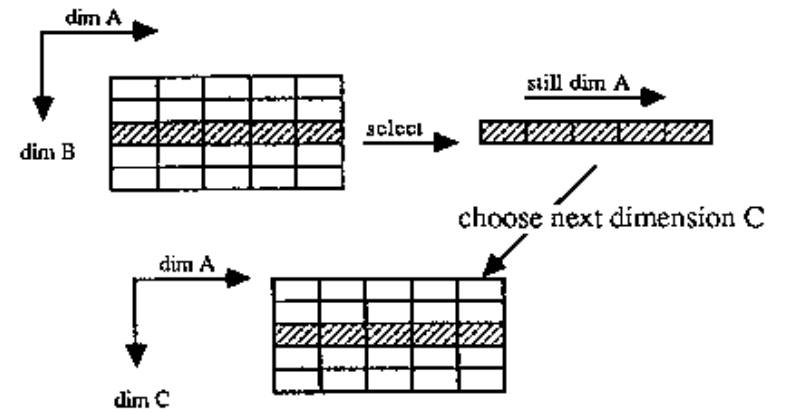 dim A
still dim A
select
dim B
choose next dimension C
dim A
dim C